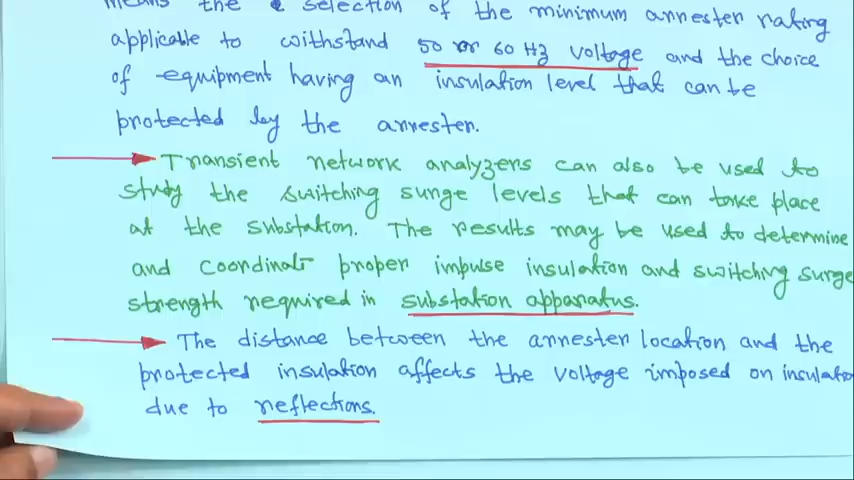 means the selection of the minimum arrester rating
applicable to withstand 50 or 60 Hz voltage and the choice
of equipment having an insulation level that can be
protected by the arrester.
Transient network analyzers can also be used to
study the switching surge levels that can take place
at the substation. The results may be used to determine
and coordinate proper impulse insulation and switching surge
strength required in substation apparatus.
The distance between the arrester location and the
protected insulation affects the voltage imposed on insulatio
due to reflections.